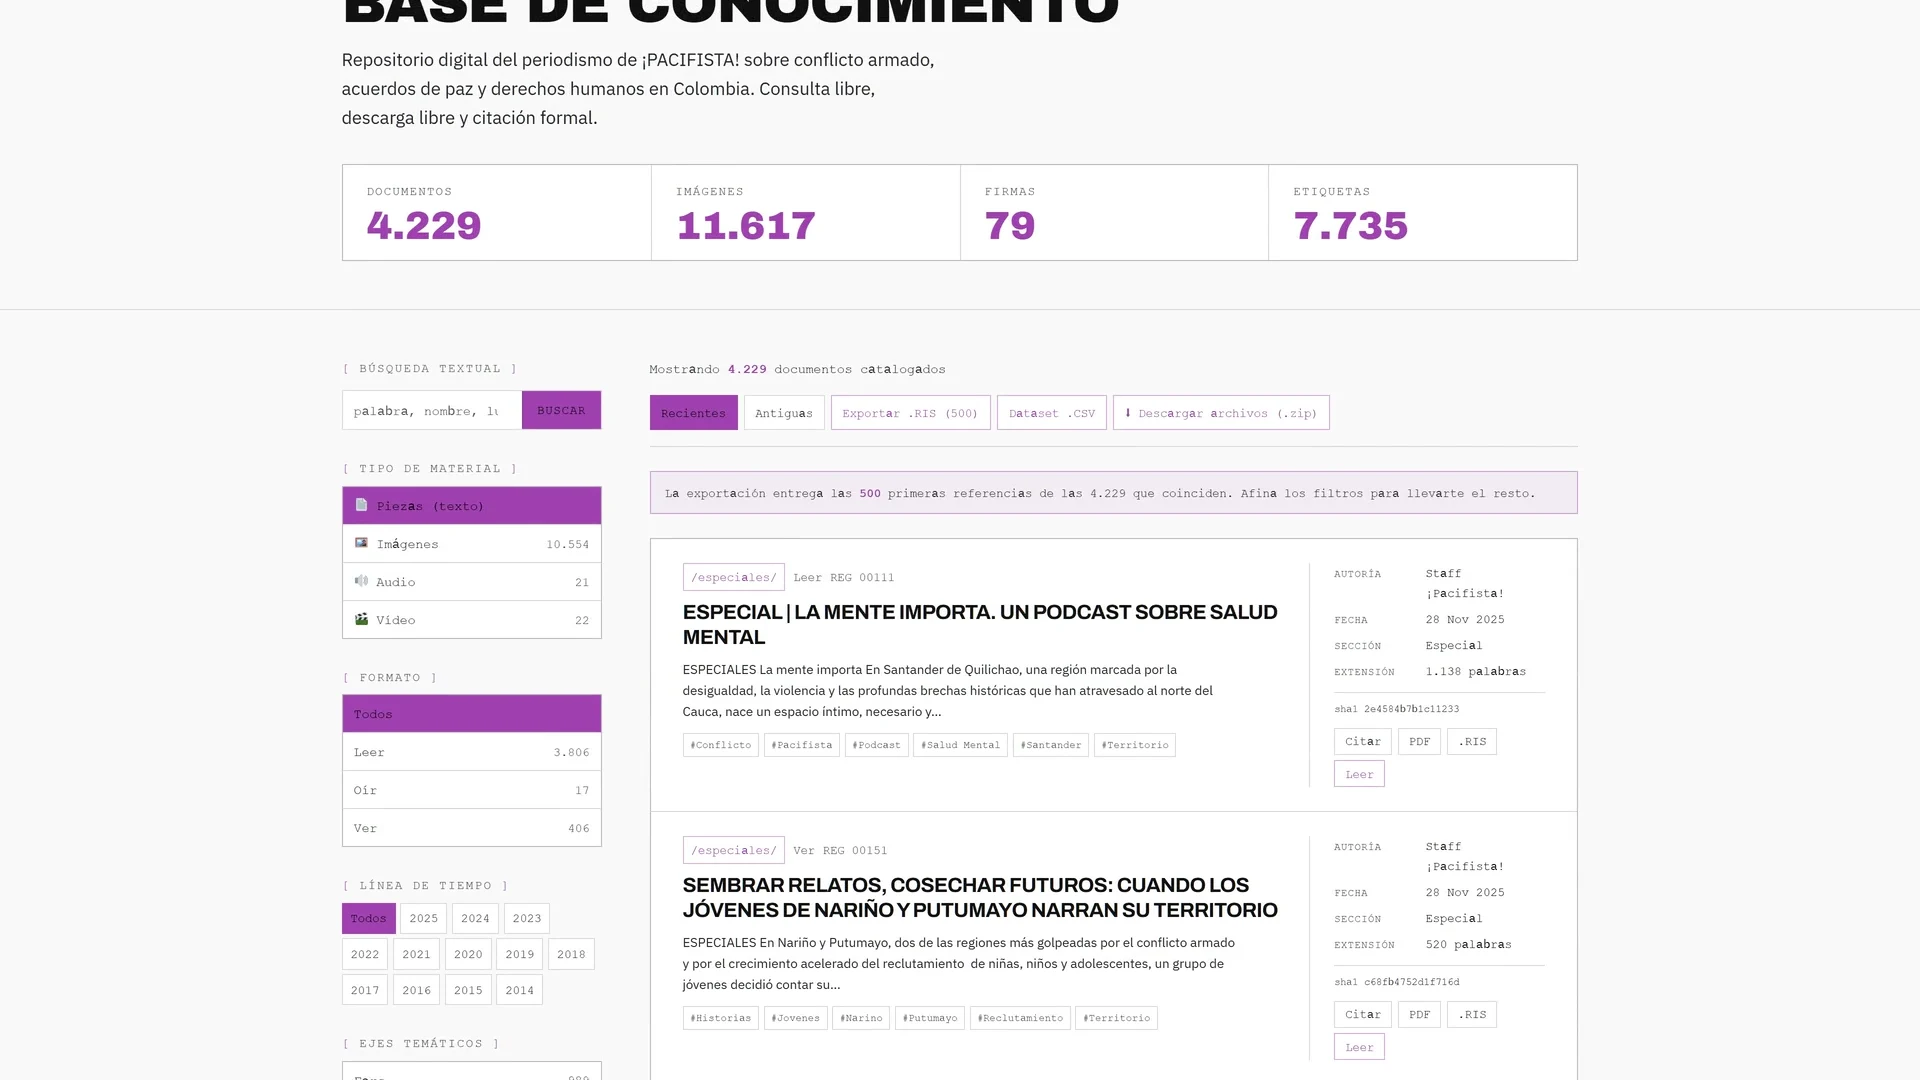 BASE DE CONOCIMIENTO
Repositorio digital del periodismo de ¡PACIFISTA! sobre conflicto armado,
acuerdos de paz y derechos humanos en Colombia. Consulta libre,
descarga libre y citación formal.
DOCUMENTOS
4.229
IMÁGENES
11.617
FIRMAS
79
ETIQUETAS
7.735
[ BÚSQUEDA TEXTUAL ]
palabra, nombre, lu
BUSCAR
[ TIPO DE MATERIAL ]
Piezas (texto)
Imágenes 10.554
Audio 21
Vídeo 22
[ FORMATO ]
Todos
Leer 3.806
Oír 17
Ver 406
[ LÍNEA DE TIEMPO ]
Todos 2025 2024 2023
2022 2021 2020 2019 2018
2017 2016 2015 2014
[ EJES TEMÁTICOS ]
Mostrando 4.229 documentos catalogados
Recientes Antiguas Exportar .RIS (500) Dataset .CSV ⬇ Descargar archivos (.zip)
La exportación entrega las 500 primeras referencias de las 4.229 que coinciden. Afina los filtros para llevarte el resto.
/especiales/ Leer REG 00111
ESPECIAL | LA MENTE IMPORTA. UN PODCAST SOBRE SALUD
MENTAL
ESPECIALES La mente importa En Santander de Quilichao, una región marcada por la
desigualdad, la violencia y las profundas brechas históricas que han atravesado al norte del
Cauca, nace un espacio íntimo, necesario y…
#Conflicto #Pacifista #Podcast #Salud Mental #Santander #Territorio
AUTORÍA Staff
¡Pacifista!
FECHA 28 Nov 2025
SECCIÓN Especial
EXTENSIÓN 1.138 palabras
sha1 2e4584b7b1c11233
Citar PDF .RIS
Leer
/especiales/ Ver REG 00151
SEMBRAR RELATOS, COSECHAR FUTUROS: CUANDO LOS
JÓVENES DE NARIÑO Y PUTUMAYO NARRAN SU TERRITORIO
ESPECIALES En Nariño y Putumayo, dos de las regiones más golpeadas por el conflicto armado
y por el crecimiento acelerado del reclutamiento de niñas, niños y adolescentes, un grupo de
jóvenes decidió contar su…
#Historias #Jovenes #Narino #Putumayo #Reclutamiento #Territorio
AUTORÍA Staff
¡Pacifista!
FECHA 28 Nov 2025
SECCIÓN Especial
EXTENSIÓN 520 palabras
sha1 c68fb4752d1f716d
Citar PDF .RIS
Leer